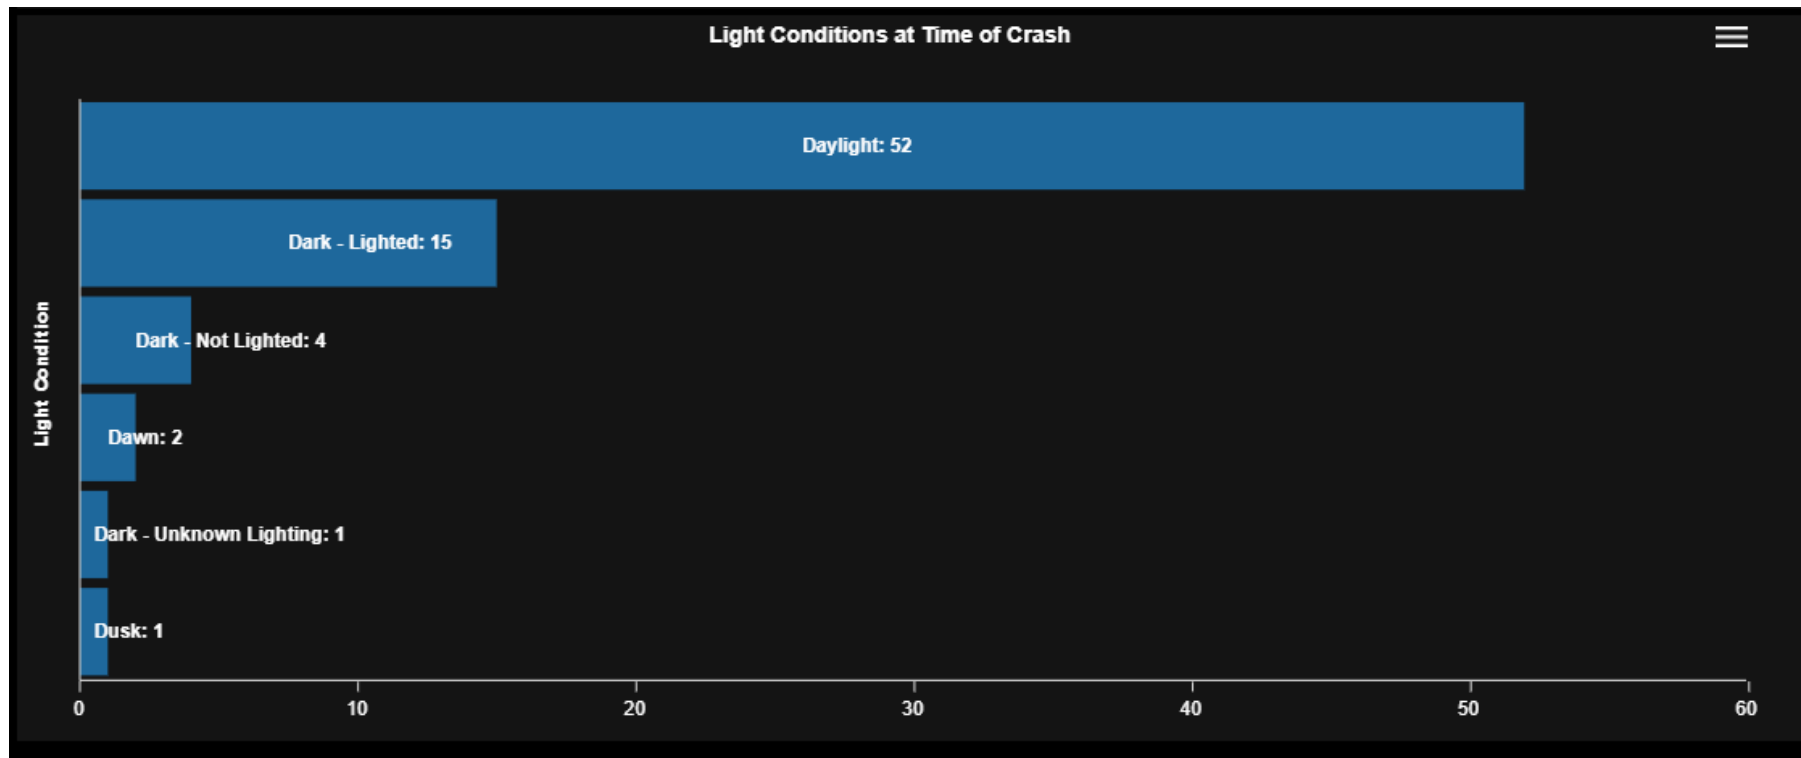 Light Conditions at Time of Crash
Light Condition
Daylight: 52
Dark - Lighted: 15
Dark - Not Lighted: 4
Dawn: 2
Dark - Unknown Lighting: 1
Dusk: 1
0 10 20 30 40 50 60